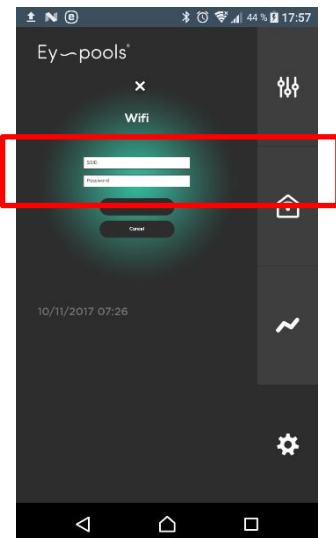 44 % 17:57
Ey-pools®
Wifi
SSID
Password
Cancel
10/11/2017 07:26